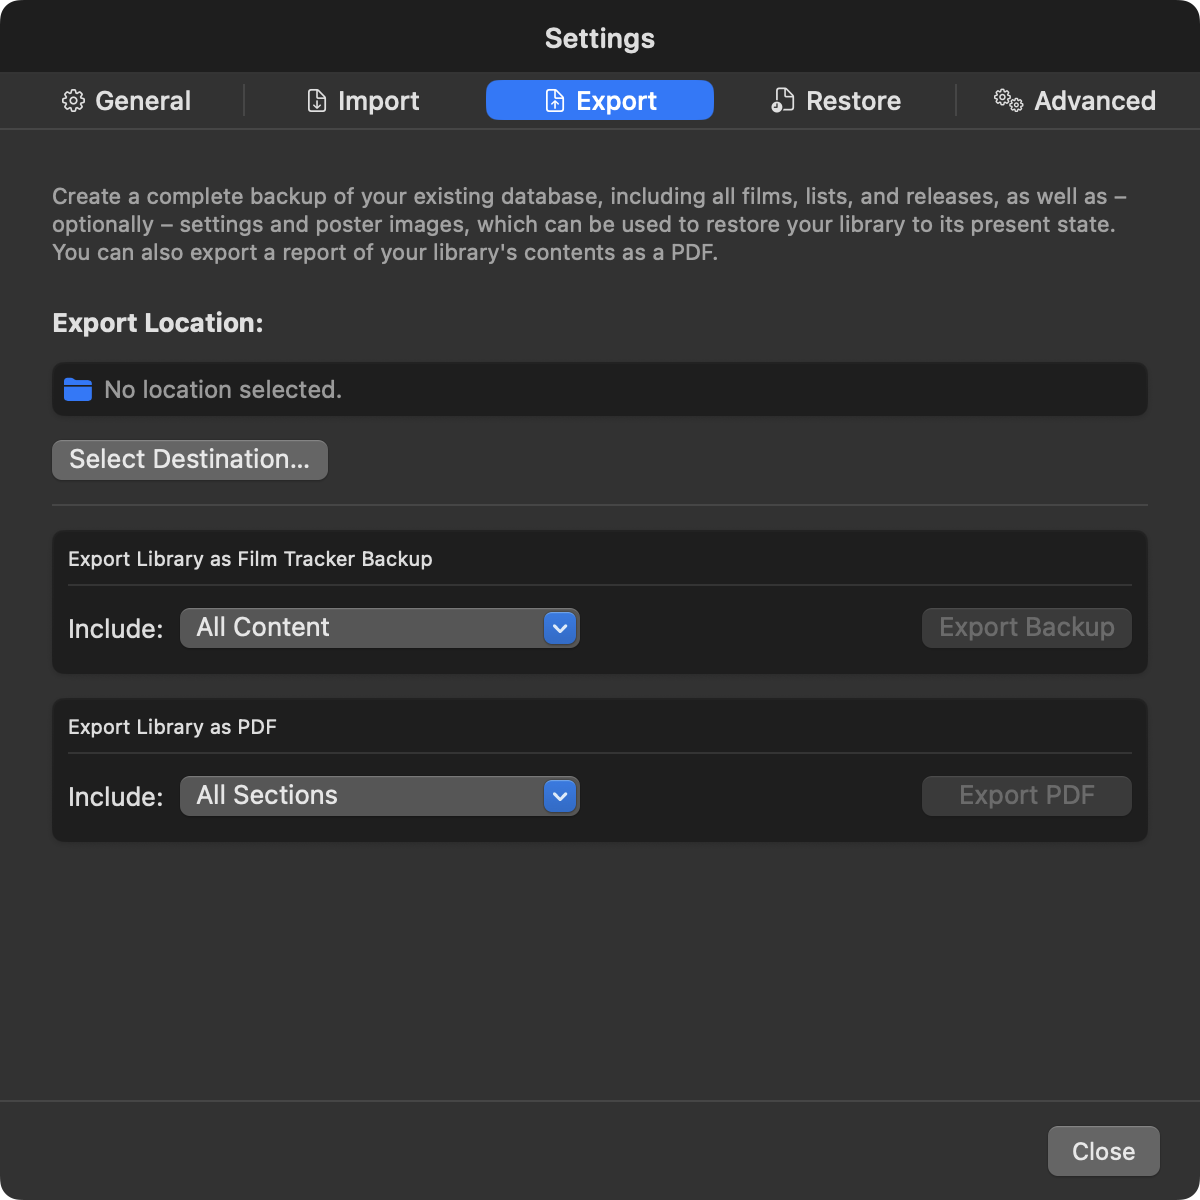 Settings
General
Import
Export
Restore
Advanced
Create a complete backup of your existing database, including all films, lists, and releases, as well as –
optionally – settings and poster images, which can be used to restore your library to its present state.
You can also export a report of your library's contents as a PDF.
Export Location:
No location selected.
Select Destination...
Export Library as Film Tracker Backup
Include:
All Content
Export Backup
Export Library as PDF
Include:
All Sections
Export PDF
Close